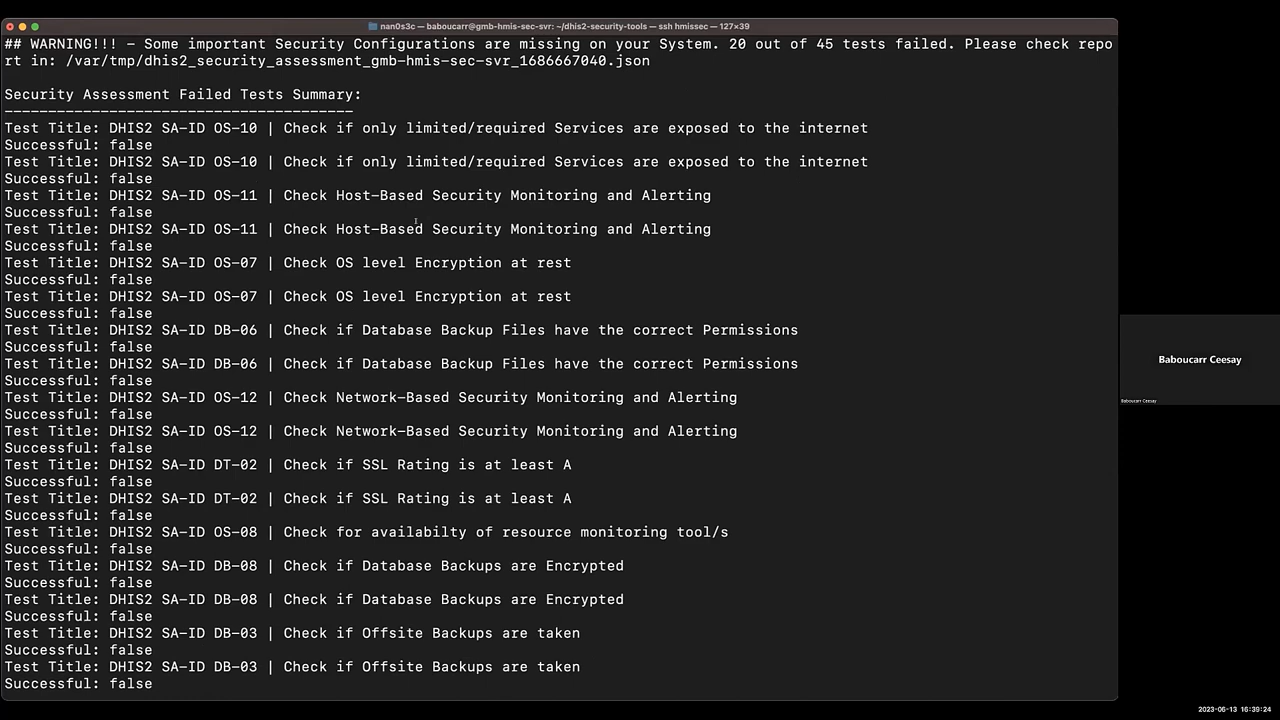 nan0s3c — baboucarr@gmb-hmis-sec-svr: ~/dhis2-security-tools — ssh hmissec — 127×39
## WARNING!!! - Some important Security Configurations are missing on your System. 20 out of 45 tests failed. Please check repo
rt in: /var/tmp/dhis2_security_assessment_gmb-hmis-sec-svr_1686667040.json
Security Assessment Failed Tests Summary:
----------------------------------------
Test Title: DHIS2 SA-ID OS-10 | Check if only limited/required Services are exposed to the internet
Successful: false
Test Title: DHIS2 SA-ID OS-10 | Check if only limited/required Services are exposed to the internet
Successful: false
Test Title: DHIS2 SA-ID OS-11 | Check Host-Based Security Monitoring and Alerting
Successful: false
Test Title: DHIS2 SA-ID OS-11 | Check Host-Based Security Monitoring and Alerting
Successful: false
Test Title: DHIS2 SA-ID OS-07 | Check OS level Encryption at rest
Successful: false
Test Title: DHIS2 SA-ID OS-07 | Check OS level Encryption at rest
Successful: false
Test Title: DHIS2 SA-ID DB-06 | Check if Database Backup Files have the correct Permissions
Successful: false
Test Title: DHIS2 SA-ID DB-06 | Check if Database Backup Files have the correct Permissions
Successful: false
Test Title: DHIS2 SA-ID OS-12 | Check Network-Based Security Monitoring and Alerting
Successful: false
Test Title: DHIS2 SA-ID OS-12 | Check Network-Based Security Monitoring and Alerting
Successful: false
Test Title: DHIS2 SA-ID DT-02 | Check if SSL Rating is at least A
Successful: false
Test Title: DHIS2 SA-ID DT-02 | Check if SSL Rating is at least A
Successful: false
Test Title: DHIS2 SA-ID OS-08 | Check for availabilty of resource monitoring tool/s
Successful: false
Test Title: DHIS2 SA-ID DB-08 | Check if Database Backups are Encrypted
Successful: false
Test Title: DHIS2 SA-ID DB-08 | Check if Database Backups are Encrypted
Successful: false
Test Title: DHIS2 SA-ID DB-03 | Check if Offsite Backups are taken
Successful: false
Test Title: DHIS2 SA-ID DB-03 | Check if Offsite Backups are taken
Successful: false
Baboucarr Ceesay
Baboucarr Ceesay
2023-06-13 16:39:24